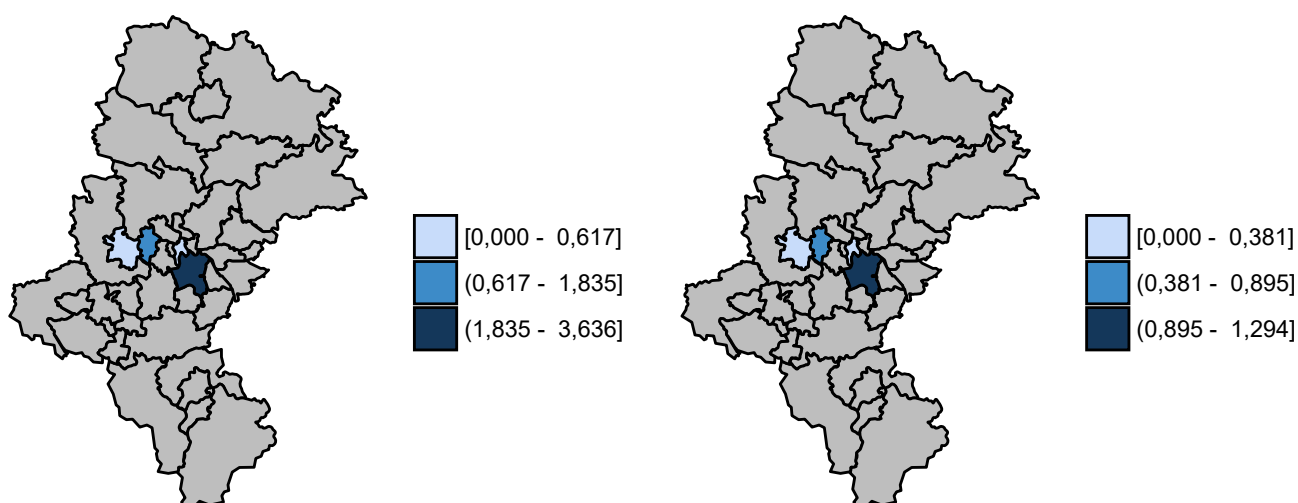 [0,000 - 0,617]
(0,617 - 1,835]
(1,835 - 3,636]
[0,000 - 0,381]
(0,381 - 0,895]
(0,895 - 1,294]